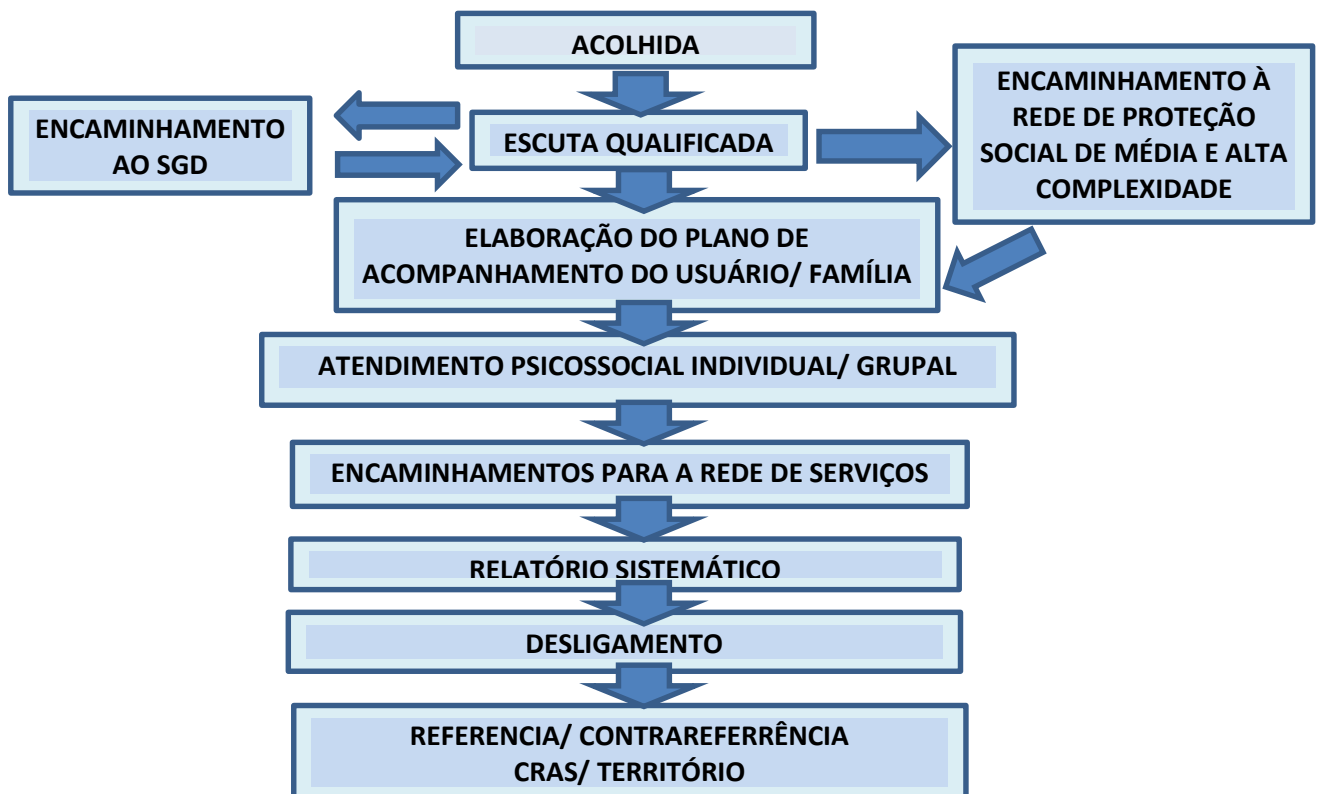 ACOLHIDA
ENCAMINHAMENTO
AO SGD
ESCUTA QUALIFICADA
ENCAMINHAMENTO À
REDE DE PROTEÇÃO
SOCIAL DE MÉDIA E ALTA
COMPLEXIDADE
ELABORAÇÃO DO PLANO DE
ACOMPANHAMENTO DO USUÁRIO/ FAMÍLIA
ATENDIMENTO PSICOSSOCIAL INDIVIDUAL/ GRUPAL
ENCAMINHAMENTOS PARA A REDE DE SERVIÇOS
RELATÓRIO SISTEMÁTICO
DESLIGAMENTO
REFERENCIA/ CONTRAREFERRÊNCIA
CRAS/ TERRITÓRIO